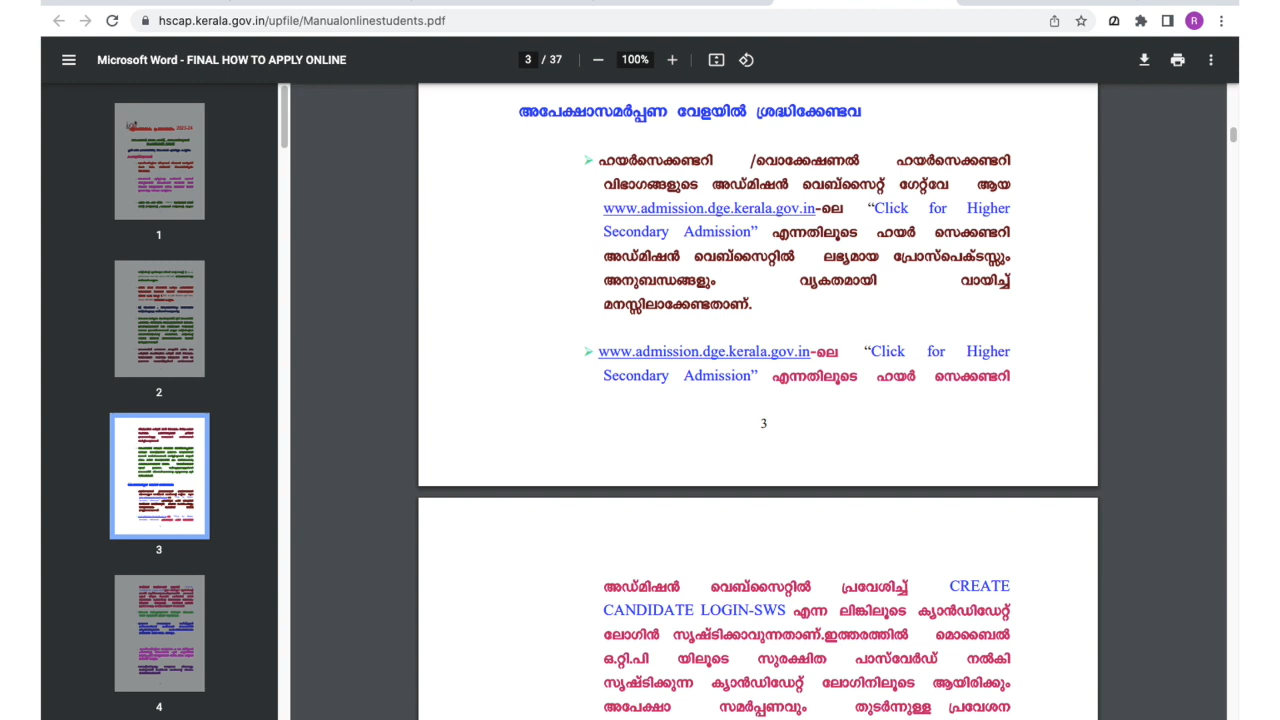 hscap.kerala.gov.in/upfile/Manualonlinestudents.pdf
R
Microsoft Word - FINAL HOW TO APPLY ONLINE
3 / 37
100%
1
2
3
4
അപേക്ഷാസമർപ്പണ വേളയിൽ ശ്രദ്ധിക്കേണ്ടവ
ഹയർസെക്കണ്ടറി /വൊക്കേഷണൽ ഹയർസെക്കണ്ടറി
വിഭാഗങ്ങളുടെ അഡ്മിഷൻ വെബ്സൈറ്റ് ഗേറ്റ്വേ ആയ
www.admission.dge.kerala.gov.in-ലെ “Click for Higher
Secondary Admission” എന്നതിലൂടെ ഹയർ സെക്കണ്ടറി
അഡ്മിഷൻ വെബ്സൈറ്റിൽ ലഭ്യമായ പ്രോസ്പെക്ടസ്സും
അനുബന്ധങ്ങളും വ്യക്തമായി വായിച്ച്
മനസ്സിലാക്കേണ്ടതാണ്.
www.admission.dge.kerala.gov.in-ലെ “Click for Higher
Secondary Admission” എന്നതിലൂടെ ഹയർ സെക്കണ്ടറി
3
അഡ്മിഷൻ വെബ്സൈറ്റിൽ പ്രവേശിച്ച് CREATE
CANDIDATE LOGIN-SWS എന്ന ലിങ്കിലൂടെ ക്യാൻഡിഡേറ്റ്
ലോഗിൻ സൃഷ്ടിക്കാവുന്നതാണ്.ഇത്തരത്തിൽ മൊബൈൽ
ഒ.റ്റി.പി യിലൂടെ സുരക്ഷിത പാസ്വേർഡ് നൽകി
സൃഷ്ടിക്കുന്ന ക്യാൻഡിഡേറ്റ് ലോഗിനിലൂടെ ആയിരിക്കും
അപേക്ഷാ സമർപ്പണവും തുടർന്നുള്ള പ്രവേശന